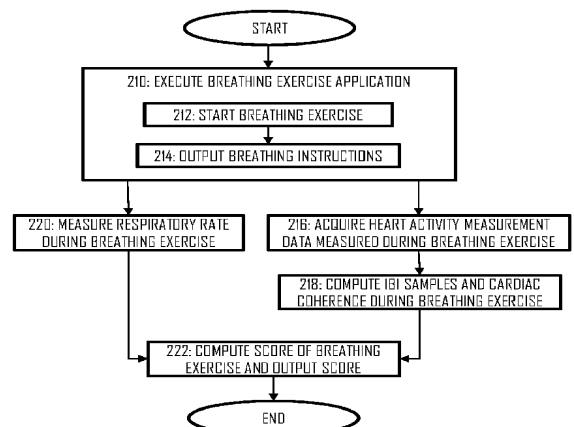 START
210: EXECUTE BREATHING EXERCISE APPLICATION
212: START BREATHING EXERCISE
214: OUTPUT BREATHING INSTRUCTIONS
220: MEASURE RESPIRATORY RATE
DURING BREATHING EXERCISE
216: ACQUIRE HEART ACTIVITY MEASUREMENT
DATA MEASURED DURING BREATHING EXERCISE
218: COMPUTE IBI SAMPLES AND CARDIAC
COHERENCE DURING BREATHING EXERCISE
222: COMPUTE SCORE OF BREATHING
EXERCISE AND OUTPUT SCORE
END